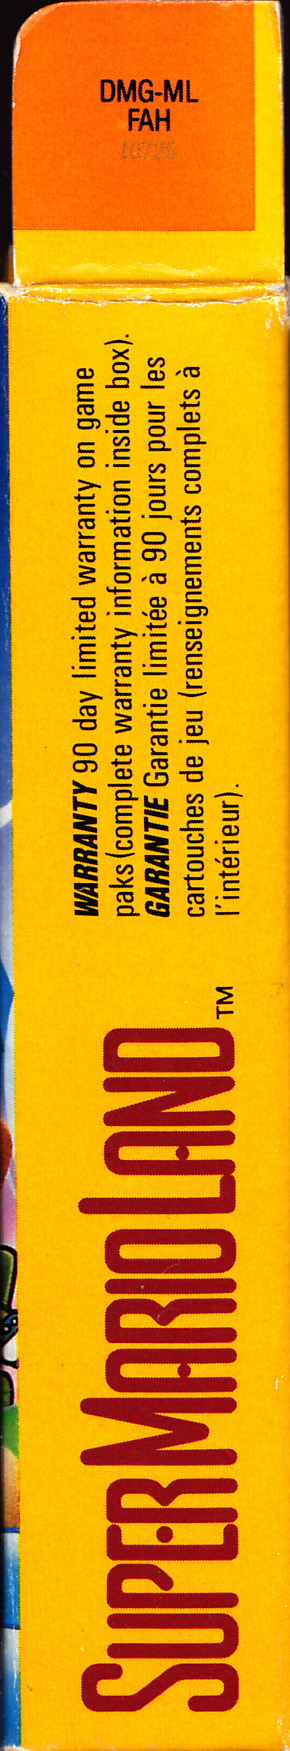 DMG-ML
FAH
10726
WARRANTY 90 day limited warranty on game
paks (complete warranty information inside box).
GARANTIE Garantie limitée à 90 jours pour les
cartouches de jeu (renseignements complets à
l'intérieur).
SUPER MARIO LAND™